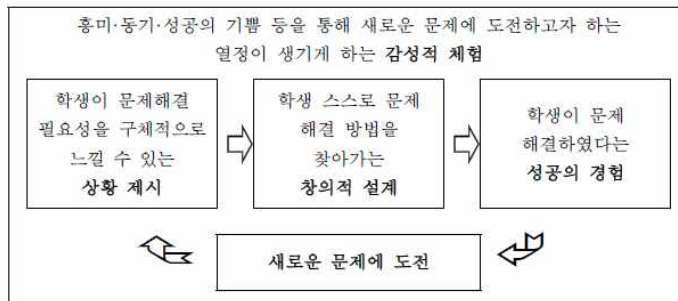 흥미·동기·성공의 기쁨 등을 통해 새로운 문제에 도전하고자 하는
열정이 생기게 하는 감성적 체험
학생이 문제해결
필요성을 구체적으로
느낄 수 있는
상황 제시
학생 스스로 문제
해결 방법을
찾아가는
창의적 설계
학생이 문제
해결하였다는
성공의 경험
새로운 문제에 도전